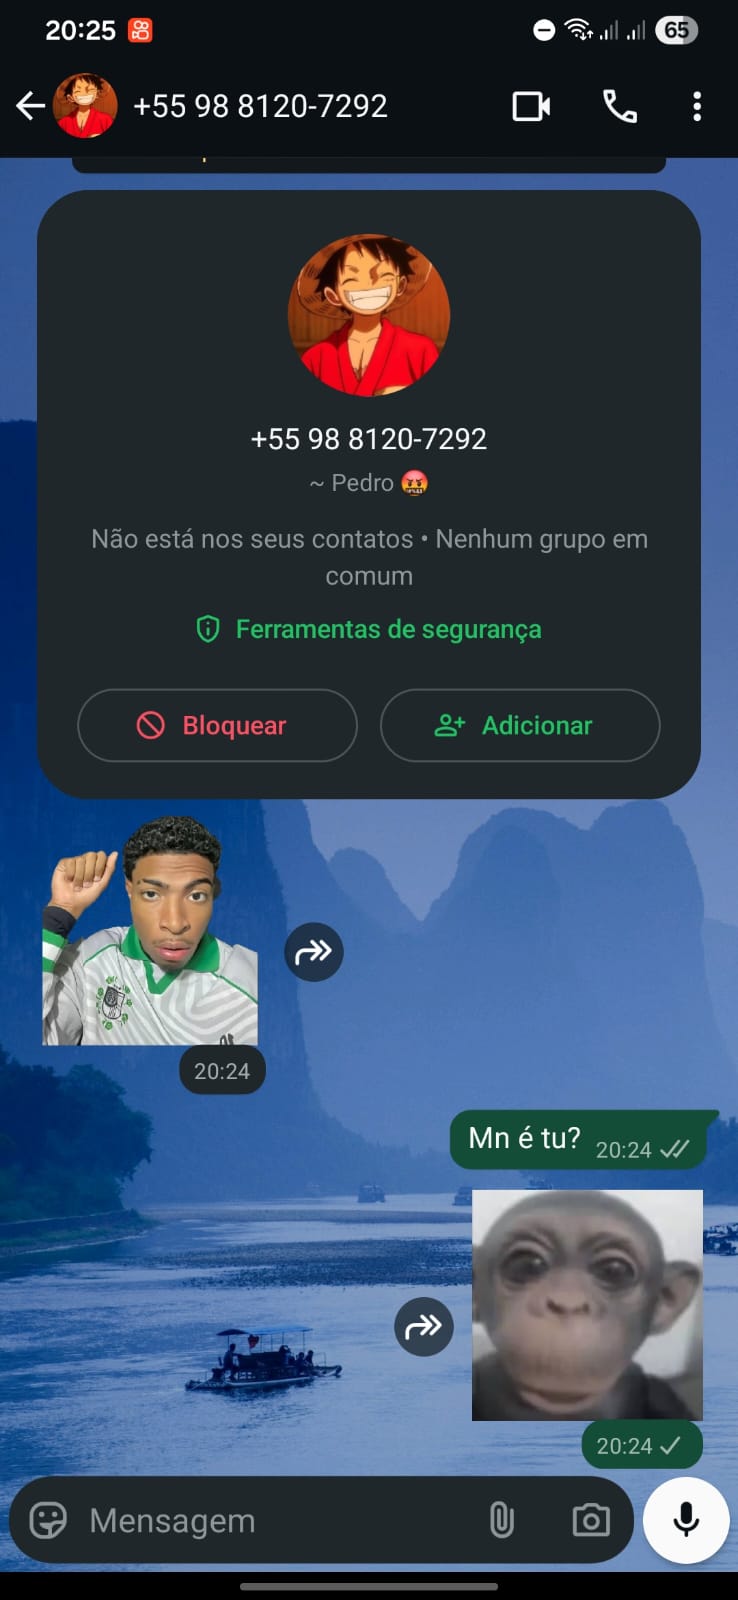 20:25
65
+55 98 8120-7292
+55 98 8120-7292
~ Pedro 🤬
Não está nos seus contatos • Nenhum grupo em
comum
Ferramentas de segurança
Bloquear
Adicionar
20:24
Mn é tu? 20:24
20:24
Mensagem